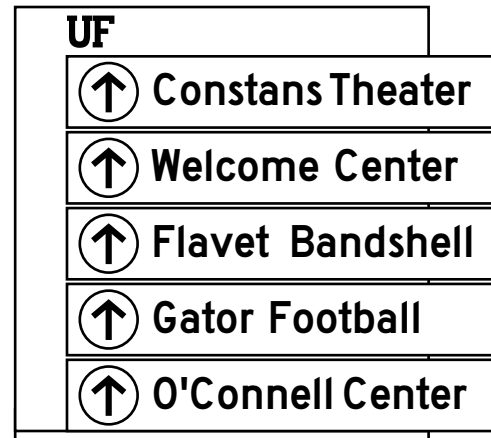 UF
Constans Theater
Welcome Center
Flavet Bandshell
Gator Football
O'Connell Center